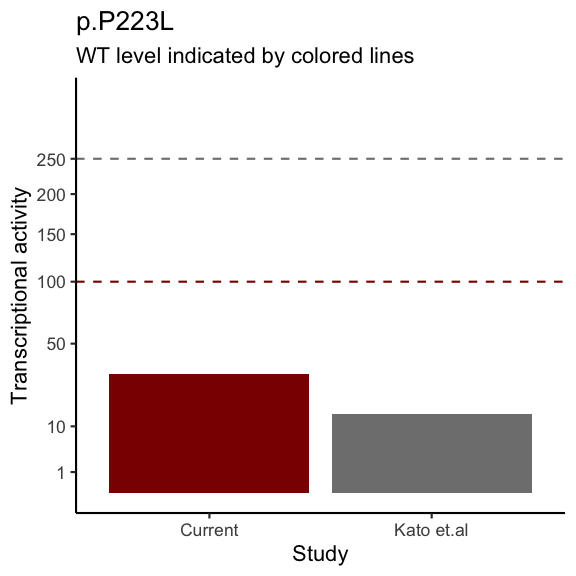 p.P223L
WT level indicated by colored lines
Transcriptional activity
250
200
150
100
50
10
1
Current
Kato et.al
Study